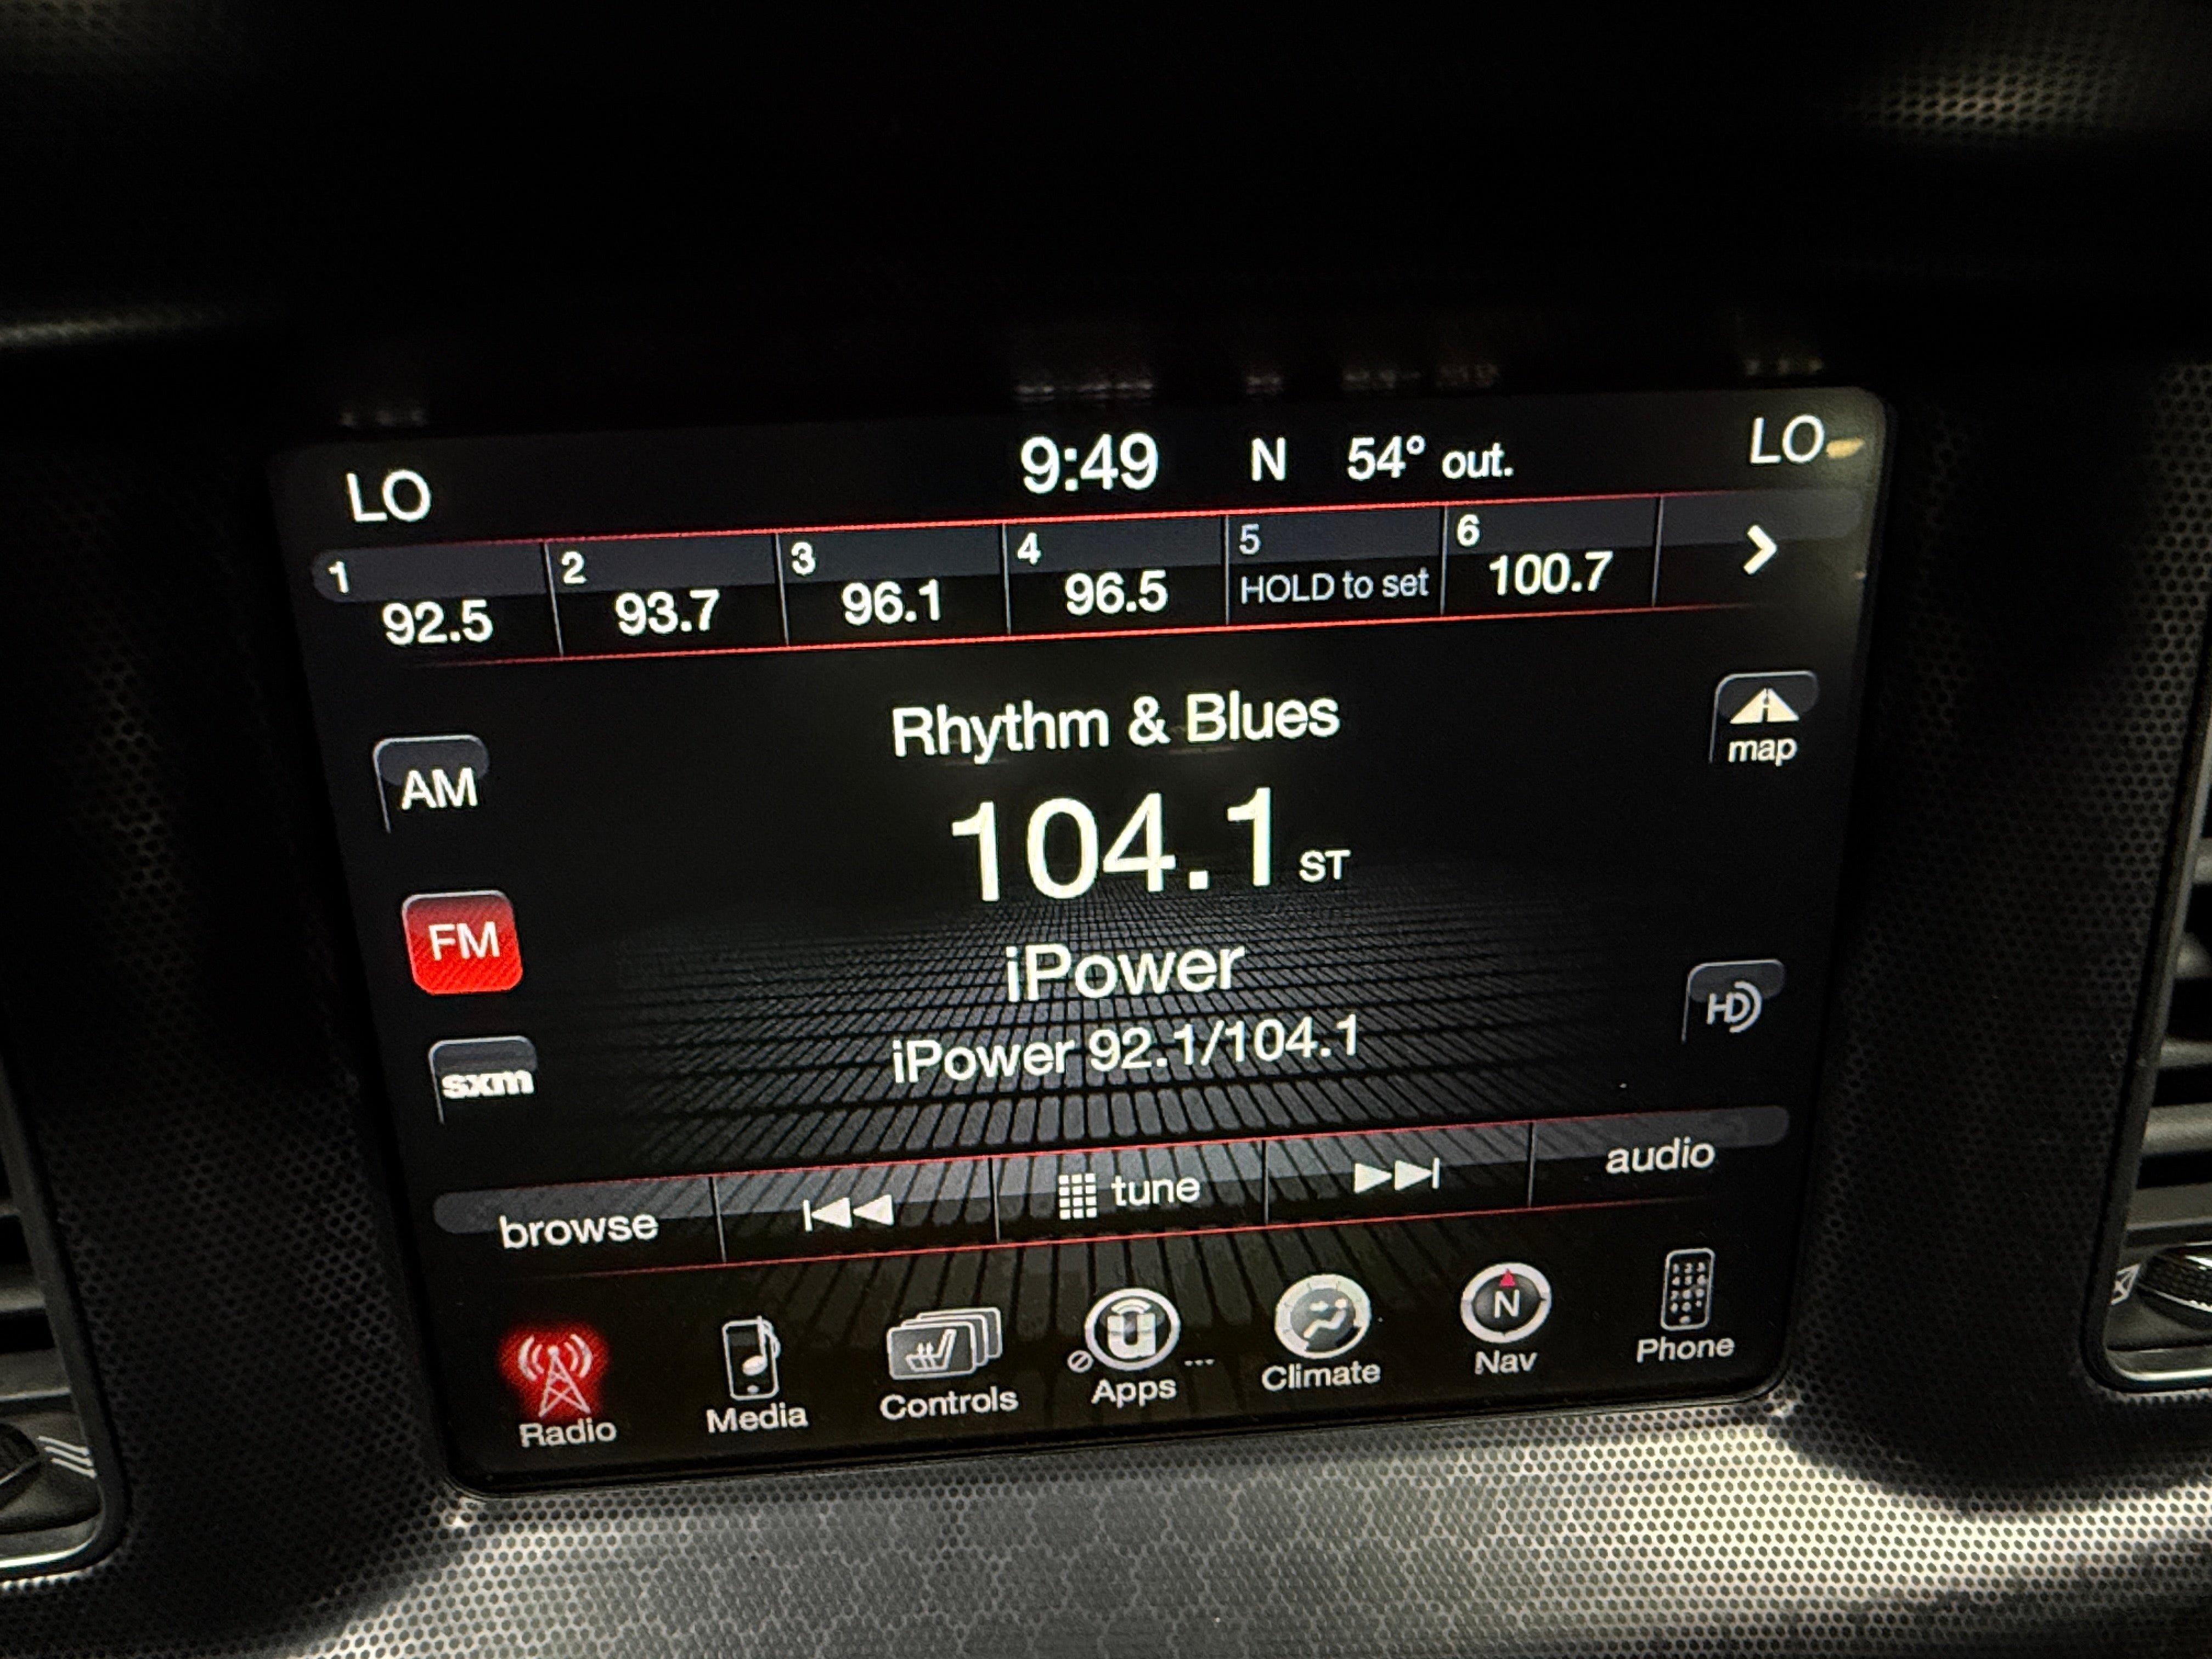 LO 9:49 N 54° out. LO
1 2 3 4 5 6
92.5 93.7 96.1 96.5 HOLD to set 100.7
Rhythm & Blues
map
AM
104.1 ST
FM
iPower
HD
iPower 92.1/104.1
sxm
browse tune audio
N
Radio Media Controls Apps Climate Nav Phone